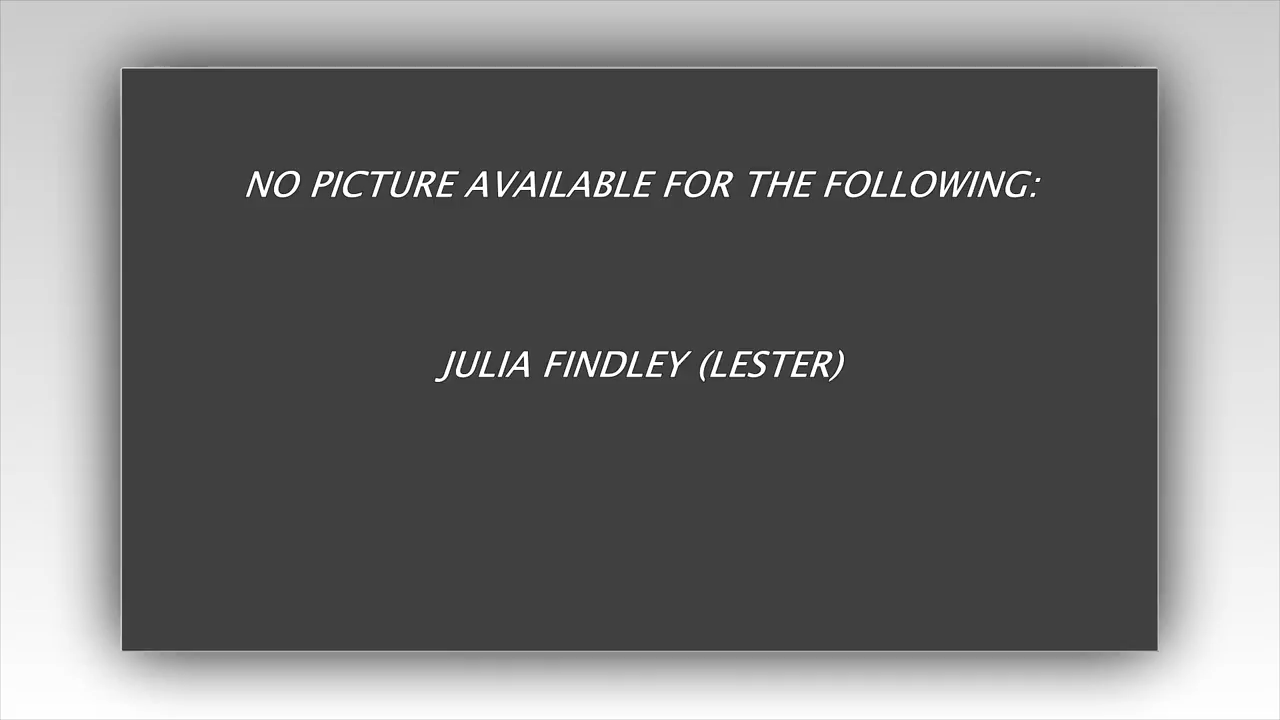 NO PICTURE AVAILABLE FOR THE FOLLOWING:
JULIA FINDLEY (LESTER)